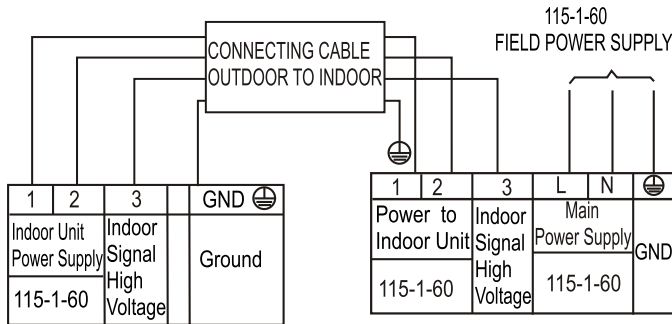 115-1-60
FIELD POWER SUPPLY
CONNECTING CABLE
OUTDOOR TO INDOOR
1 2 3 GND
Indoor Unit
Power Supply
115-1-60
Indoor
Signal
High
Voltage
Ground
1 2 3 L N
Power to
Indoor Unit
115-1-60
Indoor
Signal
High
Voltage
Main
Power Supply
115-1-60
GND